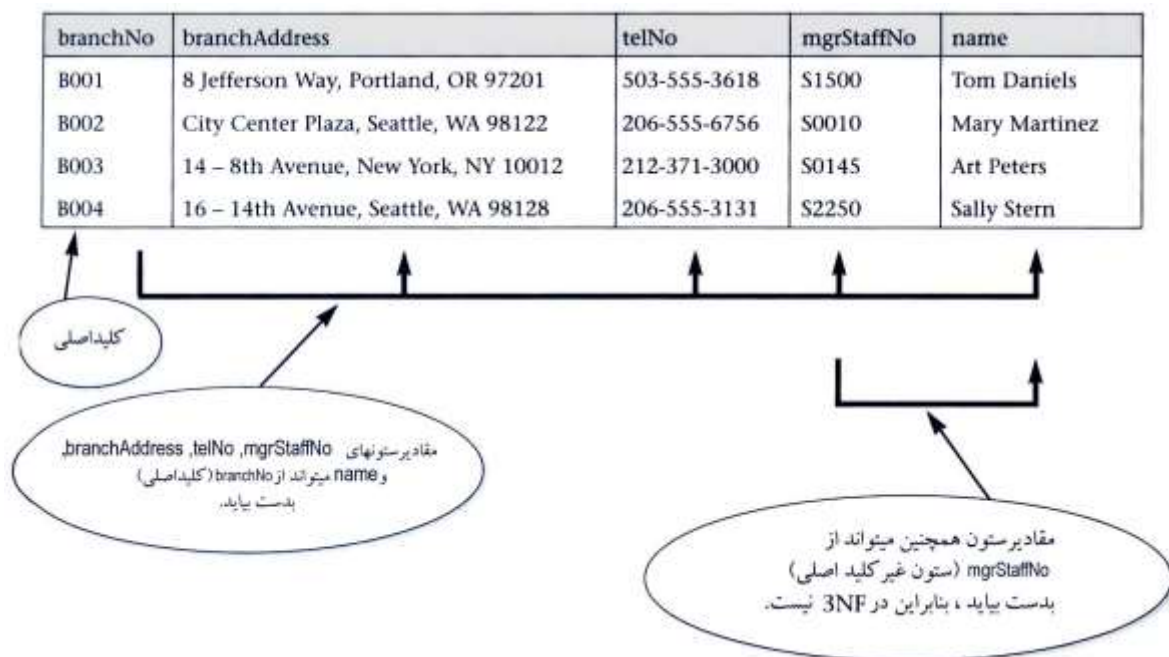 branchNo branchAddress telNo mgrStaffNo name
B001 8 Jefferson Way, Portland, OR 97201 503-555-3618 S1500 Tom Daniels
B002 City Center Plaza, Seattle, WA 98122 206-555-6756 S0010 Mary Martinez
B003 14 – 8th Avenue, New York, NY 10012 212-371-3000 S0145 Art Peters
B004 16 – 14th Avenue, Seattle, WA 98128 206-555-3131 S2250 Sally Stern
کلیداصلی
مقادیرستونهای branchAddress ,telNo ,mgrStaffNo,
و name میتواند از branchNo (کلیداصلی)
بدست بیاید.
مقادیرستون همچنین میتواند از
mgrStaffNo (ستون غیرکلید اصلی)
بدست بیاید ، بنابراین در 3NF نیست.